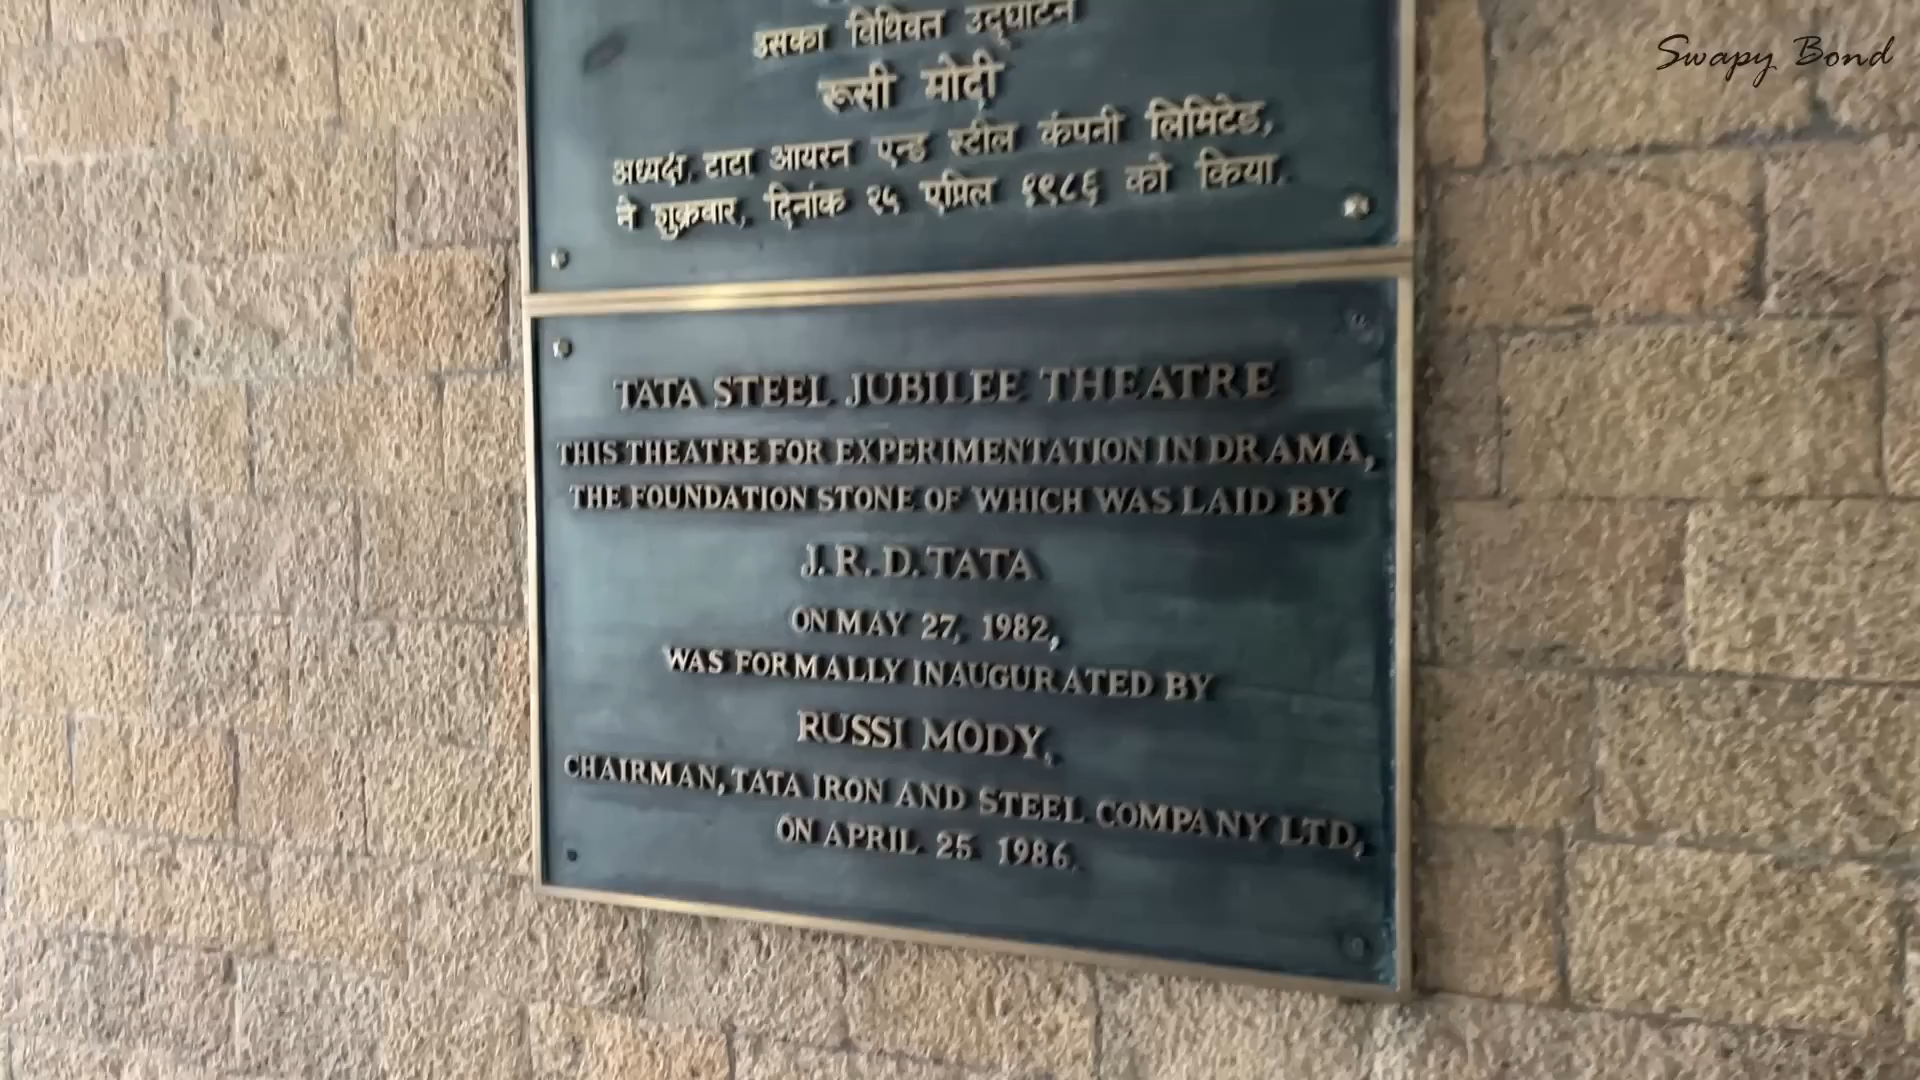 Swapy Bond
उसका विधिवत उद्घाटन
रूसी मोदी
अध्यक्ष, टाटा आयरन एन्ड स्टील कंपनी लिमिटेड,
ने शुक्रवार, दिनांक २५ एप्रिल १९८६ को किया.
TATA STEEL JUBILEE THEATRE
THIS THEATRE FOR EXPERIMENTATION IN DRAMA,
THE FOUNDATION STONE OF WHICH WAS LAID BY
J. R. D. TATA
ON MAY 27, 1982,
WAS FORMALLY INAUGURATED BY
RUSSI MODY,
CHAIRMAN, TATA IRON AND STEEL COMPANY LTD,
ON APRIL 25 1986.